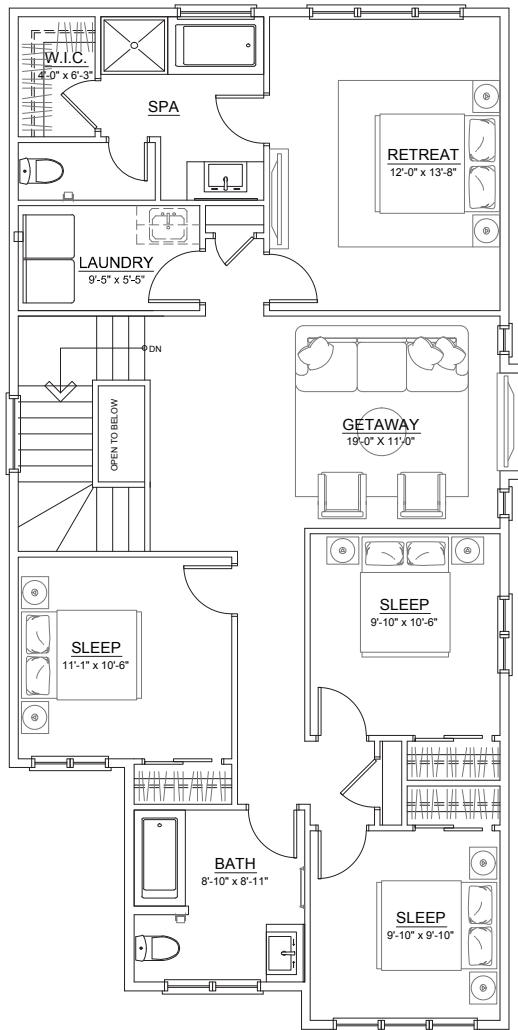 W.I.C.
4'-0" x 6'-3"
SPA
RETREAT
12'-0" x 13'-8"
LAUNDRY
9'-5" x 5'-5"
DN
OPEN TO BELOW
GETAWAY
19'-0" X 11'-0"
SLEEP
9'-10" x 10'-6"
SLEEP
11'-1" x 10'-6"
BATH
8'-10" x 8'-11"
SLEEP
9'-10" x 9'-10"